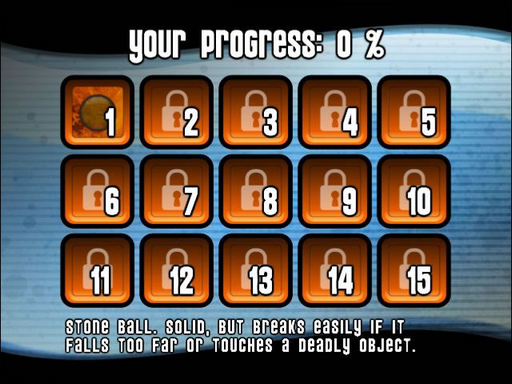 Your Progress: 0 %
1 2 3 4 5
6 7 8 9 10
11 12 13 14 15
Stone Ball. Solid, but breaks easily if it
falls too far or touches a deadly object.